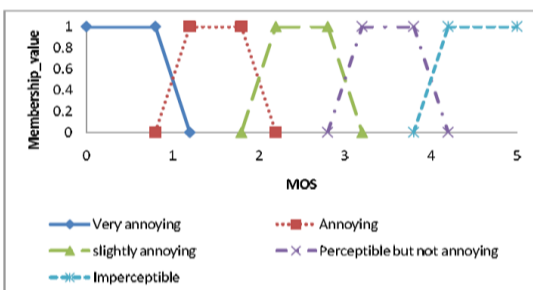 Membership_value
1
0.8
0.6
0.4
0.2
0
0 1 2 3 4 5
MOS
Very annoying Annoying
slightly annoying Perceptible but not annoying
Imperceptible